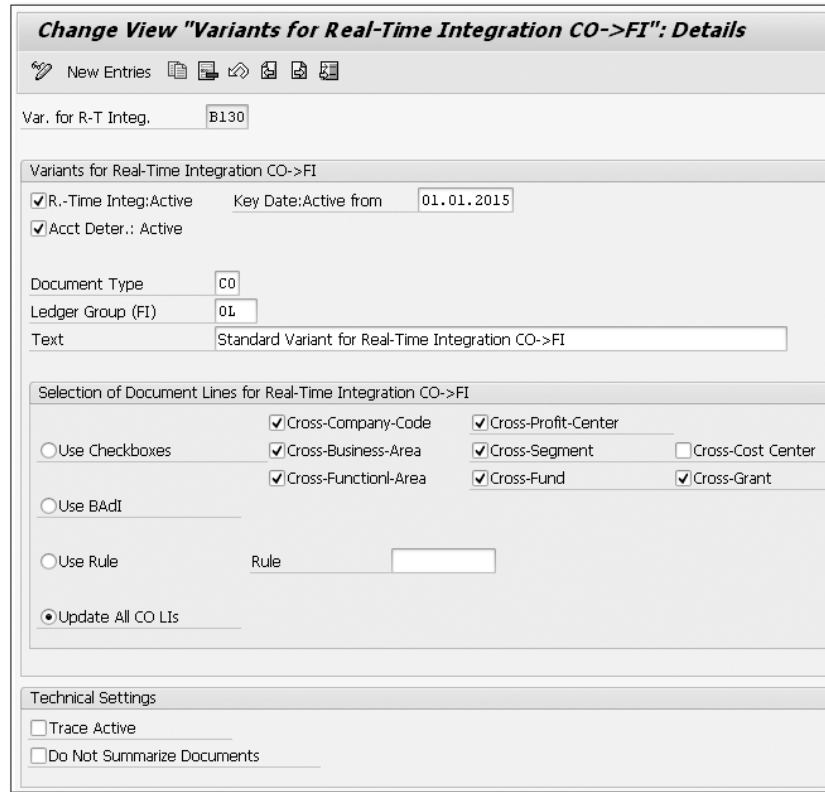 Change View "Variants for Real-Time Integration CO->FI": Details
New Entries
Var. for R-T Integ. B130
Variants for Real-Time Integration CO->FI
R.-Time Integ:Active Key Date:Active from 01.01.2015
Acct Deter.: Active
Document Type CO
Ledger Group (FI) 0L
Text Standard Variant for Real-Time Integration CO->FI
Selection of Document Lines for Real-Time Integration CO->FI
Cross-Company-Code Cross-Profit-Center
Use Checkboxes Cross-Business-Area Cross-Segment Cross-Cost Center
Cross-Functionl-Area Cross-Fund Cross-Grant
Use BAdI
Use Rule Rule
Update All CO LIs
Technical Settings
Trace Active
Do Not Summarize Documents